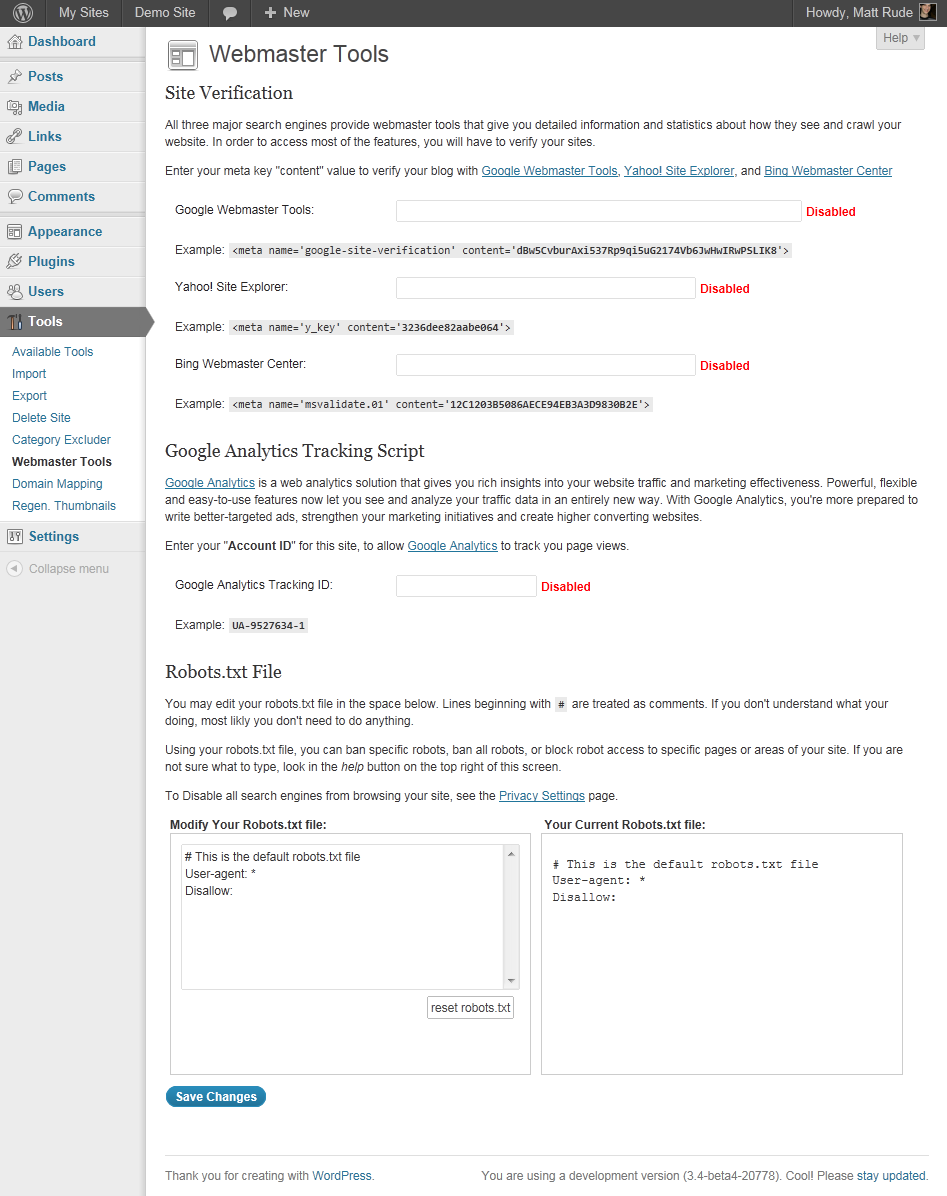 My Sites
Demo Site
+ New
Howdy, Matt Rude
Help
Dashboard
Posts
Media
Links
Pages
Comments
Appearance
Plugins
Users
Tools
Available Tools
Import
Export
Delete Site
Category Excluder
Webmaster Tools
Domain Mapping
Regen. Thumbnails
Settings
Collapse menu
Webmaster Tools
Site Verification
All three major search engines provide webmaster tools that give you detailed information and statistics about how they see and crawl your
website. In order to access most of the features, you will have to verify your sites.
Enter your meta key "content" value to verify your blog with Google Webmaster Tools, Yahoo! Site Explorer, and Bing Webmaster Center
Google Webmaster Tools: Disabled
Example: <meta name='google-site-verification' content='dBw5CvburAxi537Rp9qi5uG2174Vb6JwHwIRwPSLIK8'>
Yahoo! Site Explorer: Disabled
Example: <meta name='y_key' content='3236dee82aabe064'>
Bing Webmaster Center: Disabled
Example: <meta name='msvalidate.01' content='12C1203B5086AECE94EB3A3D9830B2E'>
Google Analytics Tracking Script
Google Analytics is a web analytics solution that gives you rich insights into your website traffic and marketing effectiveness. Powerful, flexible
and easy-to-use features now let you see and analyze your traffic data in an entirely new way. With Google Analytics, you're more prepared to
write better-targeted ads, strengthen your marketing initiatives and create higher converting websites.
Enter your "Account ID" for this site, to allow Google Analytics to track you page views.
Google Analytics Tracking ID: Disabled
Example: UA-9527634-1
Robots.txt File
You may edit your robots.txt file in the space below. Lines beginning with # are treated as comments. If you don't understand what your
doing, most likly you don't need to do anything.
Using your robots.txt file, you can ban specific robots, ban all robots, or block robot access to specific pages or areas of your site. If you are
not sure what to type, look in the help button on the top right of this screen.
To Disable all search engines from browsing your site, see the Privacy Settings page.
Modify Your Robots.txt file:
# This is the default robots.txt file
User-agent: *
Disallow:
reset robots.txt
Your Current Robots.txt file:
# This is the default robots.txt file
User-agent: *
Disallow:
Save Changes
Thank you for creating with WordPress.
You are using a development version (3.4-beta4-20778). Cool! Please stay updated.